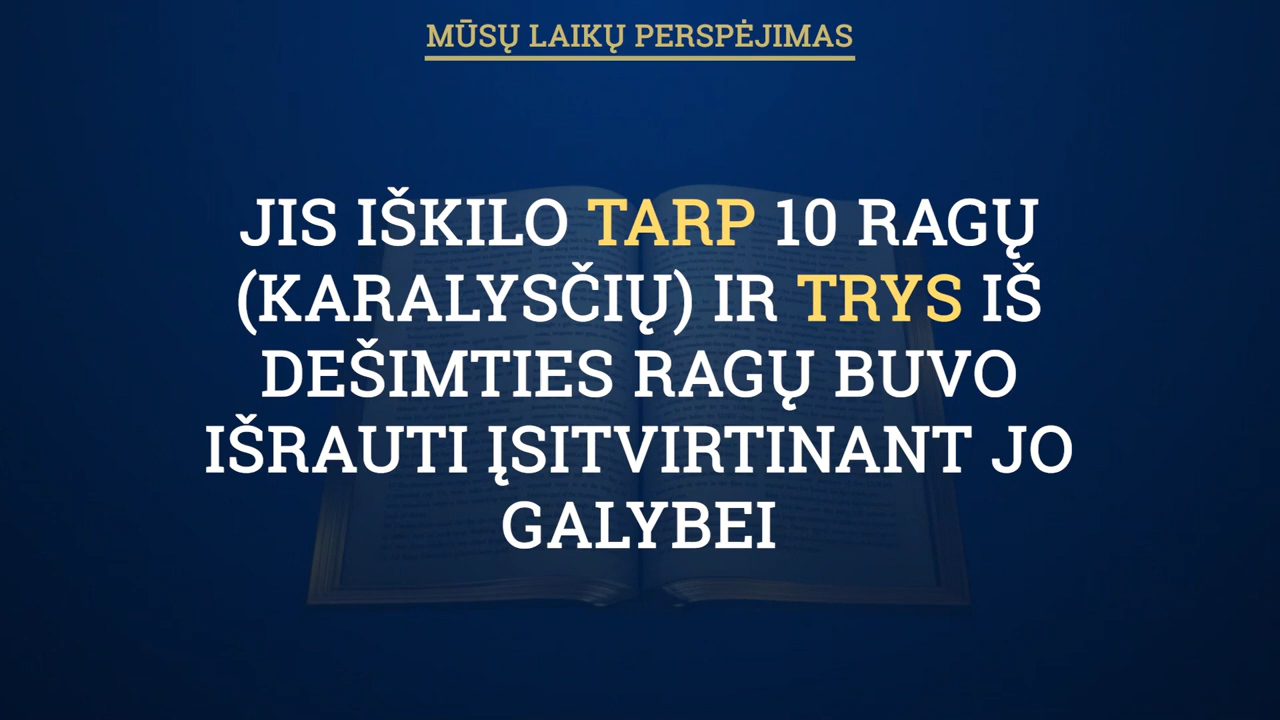 MŪSŲ LAIKŲ PERSPĖJIMAS
JIS IŠKILO TARP 10 RAGŲ
(KARALYSČIŲ) IR TRYS IŠ
DEŠIMTIES RAGŲ BUVO
IŠRAUTI ĮSITVIRTINANT JO
GALYBEI